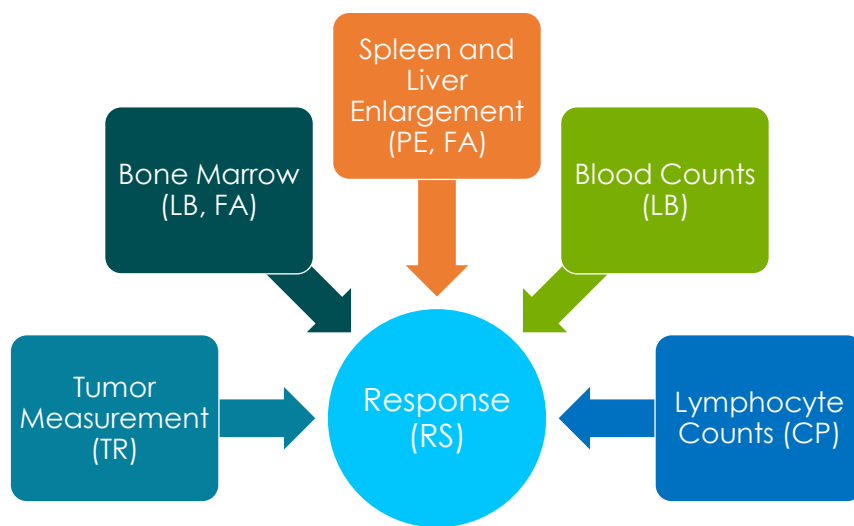 Spleen and
Liver
Enlargement
(PE, FA)
Bone Marrow
(LB, FA)
Blood Counts
(LB)
Tumor
Measurement
(TR)
Response
(RS)
Lymphocyte
Counts (CP)